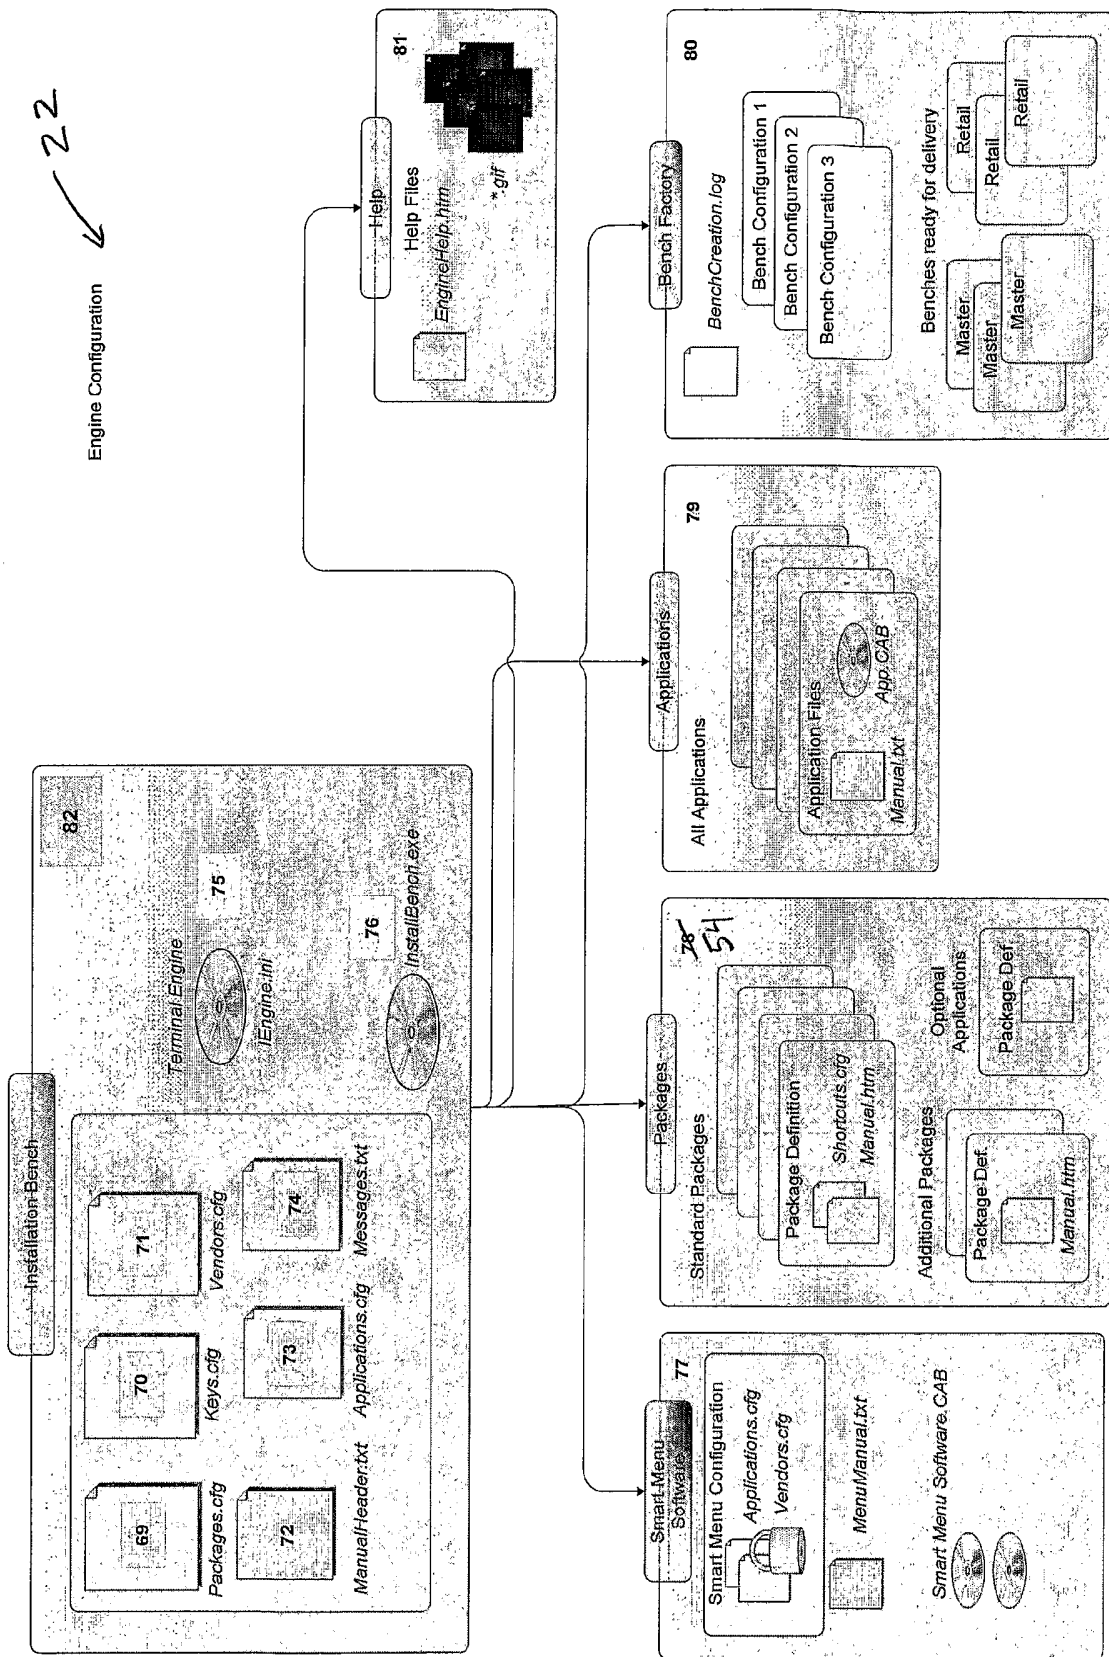 Engine Configuration
22
Installation Bench
82
69
Packages.cfg
70
Keys.cfg
71
Vendors.cfg
72
ManualHeader.txt
73
Applications.cfg
74
Messages.txt
Terminal.Engine
75
IEngine.ini
76
InstallBench.exe
Help
81
Help Files
EngineHelp.htm
*.gif
Smart Menu
Software
77
Smart Menu Configuration
Applications.cfg
Vendors.cfg
MenuManual.txt
Smart Menu Software.CAB
Packages
78
54
Standard Packages
Package Definition
Shortcuts.cfg
Manuel.htm
Additional Packages
Package Def.
Manual.htm
Optional
Applications
Package Def
Applications
79
All Applications
Application Files
Manual.txt
App.CAB
Bench Factory
80
BenchCreation.log
Bench Configuration 1
Bench Configuration 2
Bench Configuration 3
Benches ready for delivery
Master
Master
Master
Retail
Retail
Retail